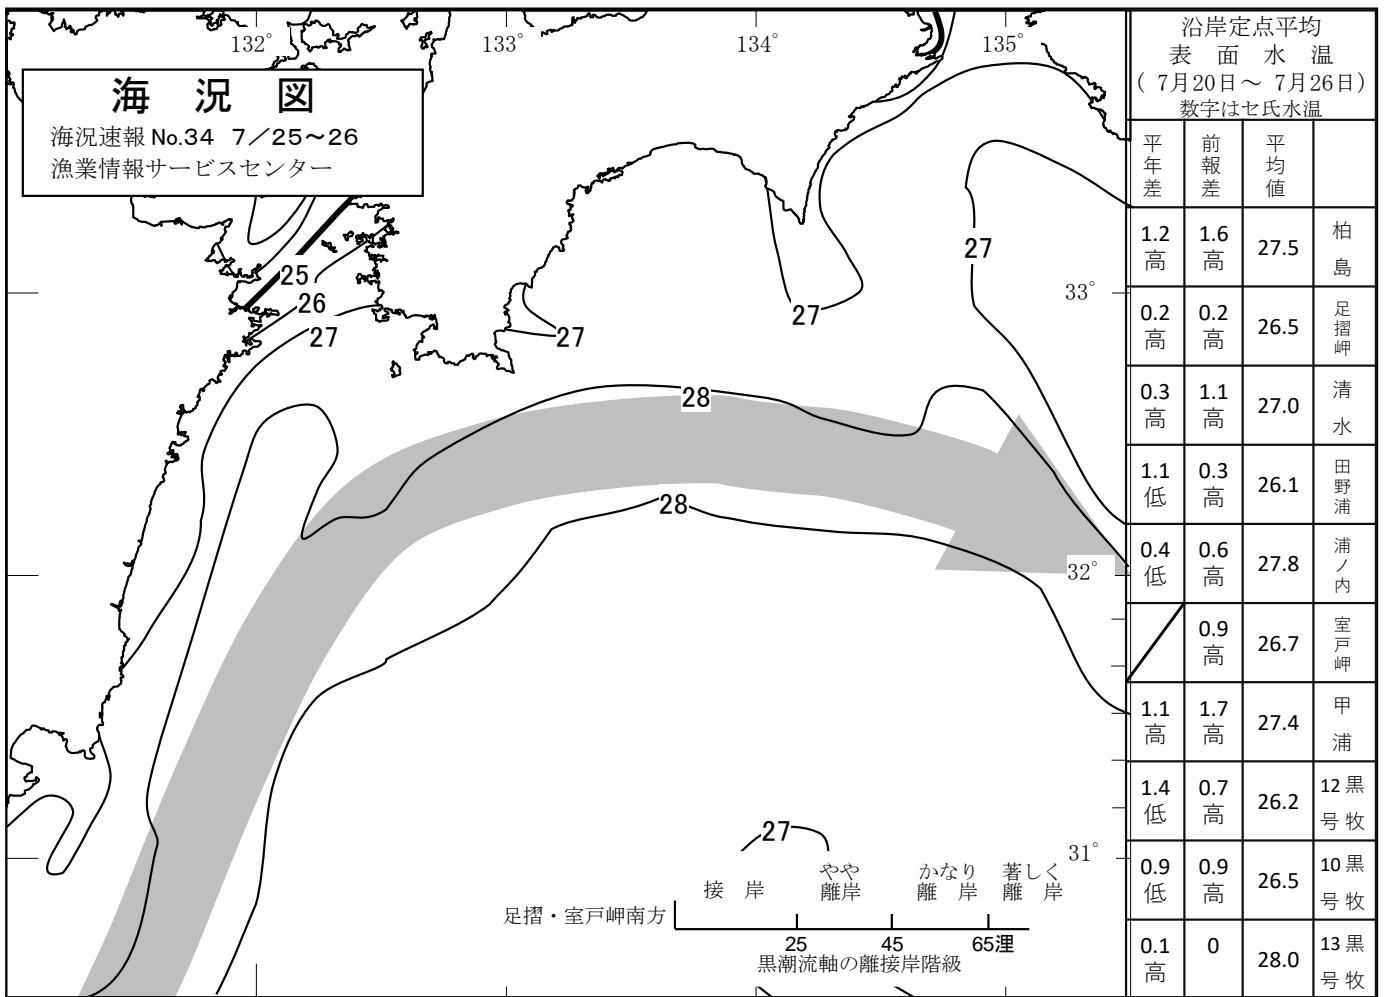 132°
133°
134°
135°
海 況 図
海況速報 No.34 7／25～26
漁業情報サービスセンター
25
26
27
27
27
27
33°
28
28
32°
27
31°
接 岸
やや
離岸
かなり
離 岸
著しく
離 岸
足摺・室戸岬南方
25
45
65浬
黒潮流軸の離接岸階級
沿岸定点平均
表 面 水 温
( 7月20日～ 7月26日)
数字はセ氏水温
平年差 前報差 平均値
1.2高 1.6高 27.5 柏島
0.2高 0.2高 26.5 足摺岬
0.3高 1.1高 27.0 清水
1.1低 0.3高 26.1 田野浦
0.4低 0.6高 27.8 浦ノ内
0.9高 26.7 室戸岬
1.1高 1.7高 27.4 甲浦
1.4低 0.7高 26.2 黒牧12号
0.9低 0.9高 26.5 黒牧10号
0.1高 0 28.0 黒牧13号